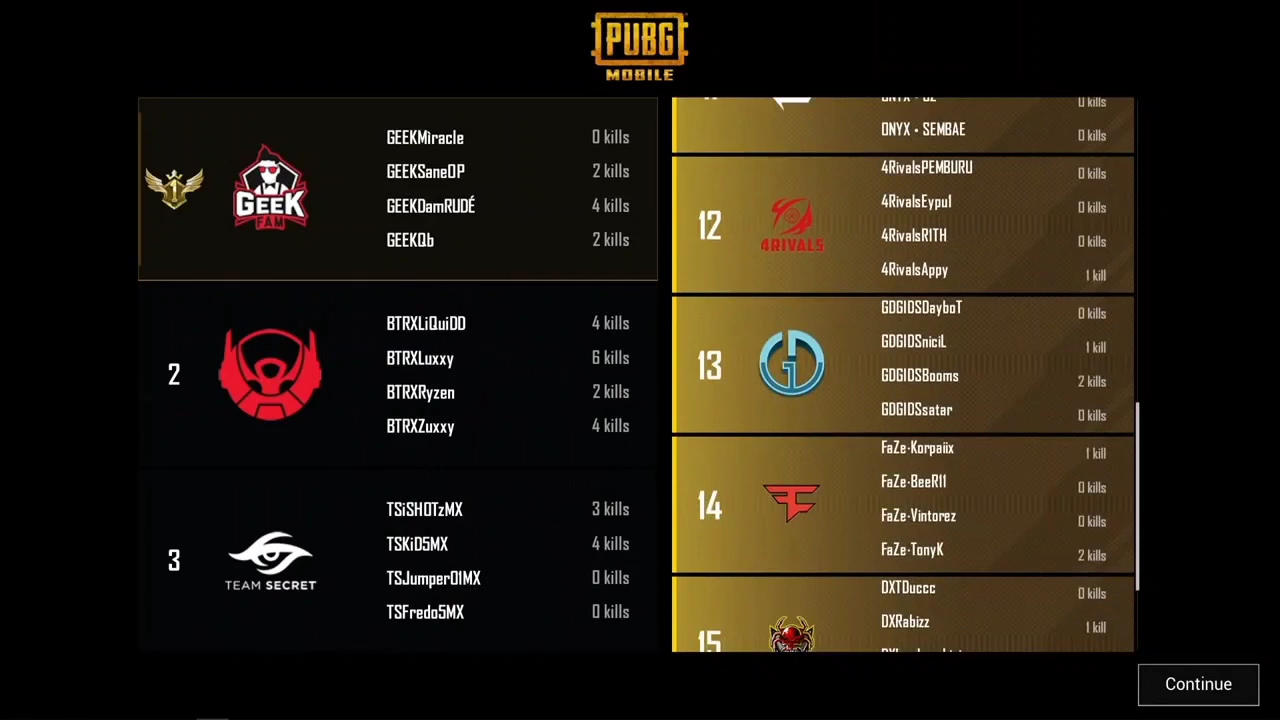 PUBG
MOBILE
1
GEEK
FAM
GEEKMiracle 0 kills
GEEKSaneOP 2 kills
GEEKDamRUDÉ 4 kills
GEEKQb 2 kills
2
BTRXLiQuiDD 4 kills
BTRXLuxxy 6 kills
BTRXRyzen 2 kills
BTRXZuxxy 4 kills
3
TEAM SECRET
TSiSHOTzMX 3 kills
TSKiD5MX 4 kills
TSJumper01MX 0 kills
TSFredo5MX 0 kills
0 kills
ONYX • SEMBAE 0 kills
12
4RIVALS
4RivalsPEMBURU 0 kills
4RivalsEypul 0 kills
4RivalsR1TH 0 kills
4RivalsAppy 1 kill
13
GDGIDSDayboT 0 kills
GDGIDSniciL 1 kill
GDGIDSBooms 2 kills
GDGIDSsatar 0 kills
14
FaZe·Korpaiix 1 kill
FaZe·BeeR11 0 kills
FaZe·Vintorez 0 kills
FaZe·TonyK 2 kills
15
DXTDuccc 0 kills
DXRabizz 1 kill
Continue